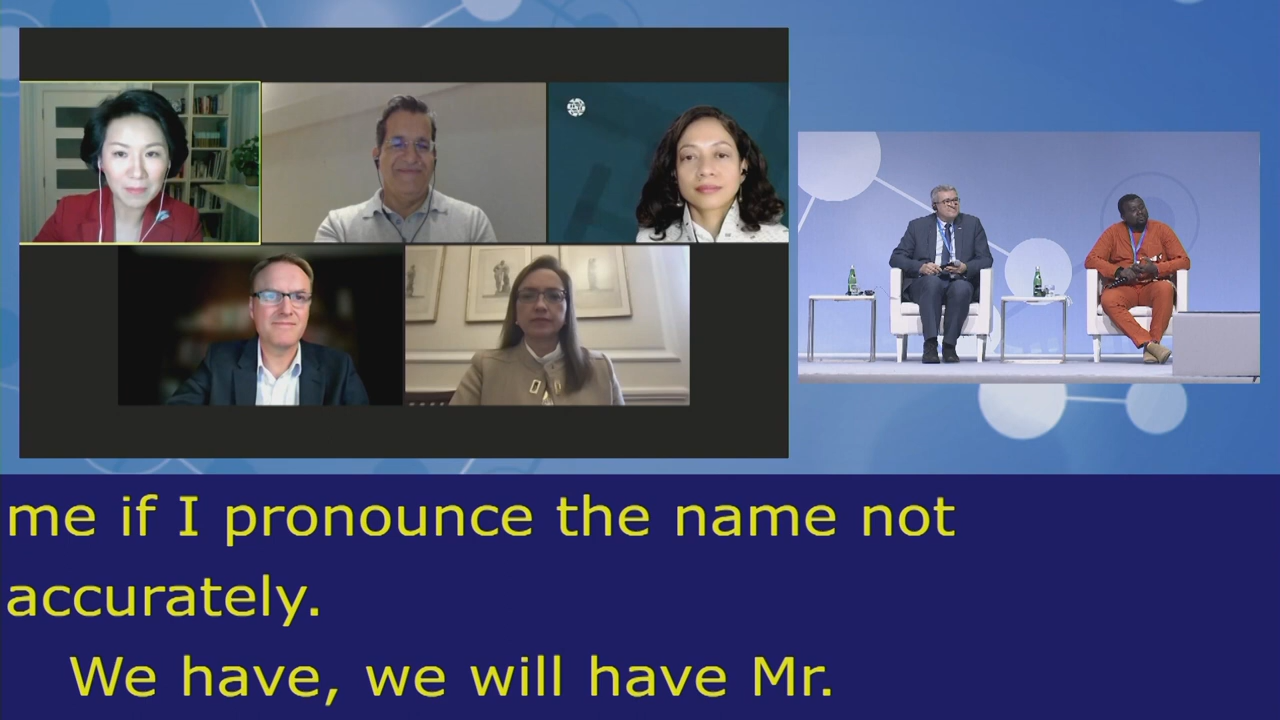 me if I pronounce the name not
accurately.
We have, we will have Mr.